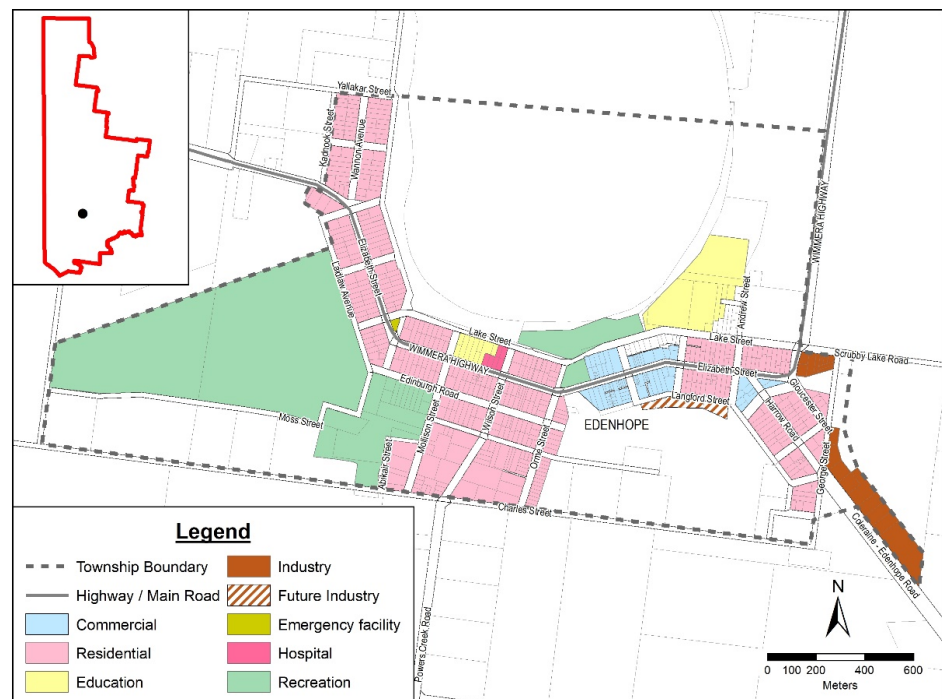 Yallakar Street
Kadnook Street
Wannon Avenue
WIMMERA HIGHWAY
Elizabeth Street
Laidlaw Avenue
Andrew Street
Lake Street
Lake Street
WIMMERA HIGHWAY
Scrubby Lake Road
Elizabeth Street
Edinburgh Road
Langford Street
Gloucester Street
Harrow Road
Moss Street
Mollison Street
Wilson Street
EDENHOPE
Orme Street
George Street
Abikair Street
Charles Street
Coleraine - Edenhope Road
Powers Creek Road
Legend
Township Boundary
Industry
Highway / Main Road
Future Industry
Commercial
Emergency facility
Residential
Hospital
Education
Recreation
N
0 100 200 400 600
Meters